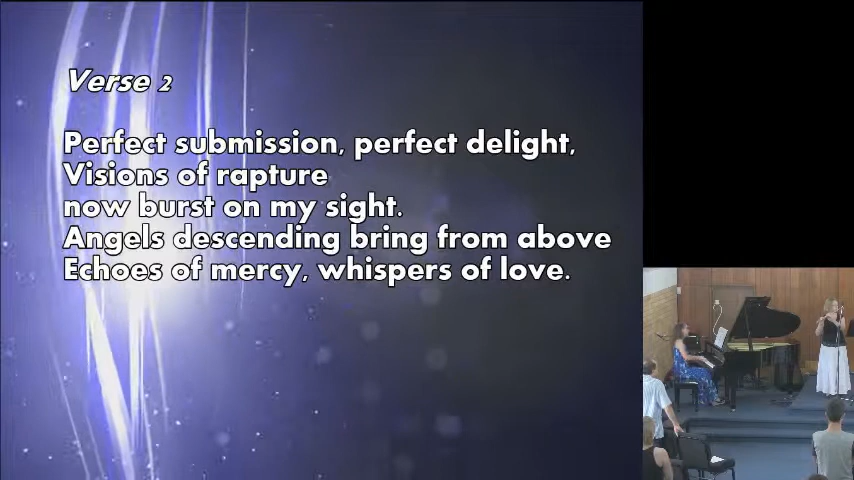 Verse 2
Perfect submission, perfect delight,
Visions of rapture
now burst on my sight.
Angels descending bring from above
Echoes of mercy, whispers of love.